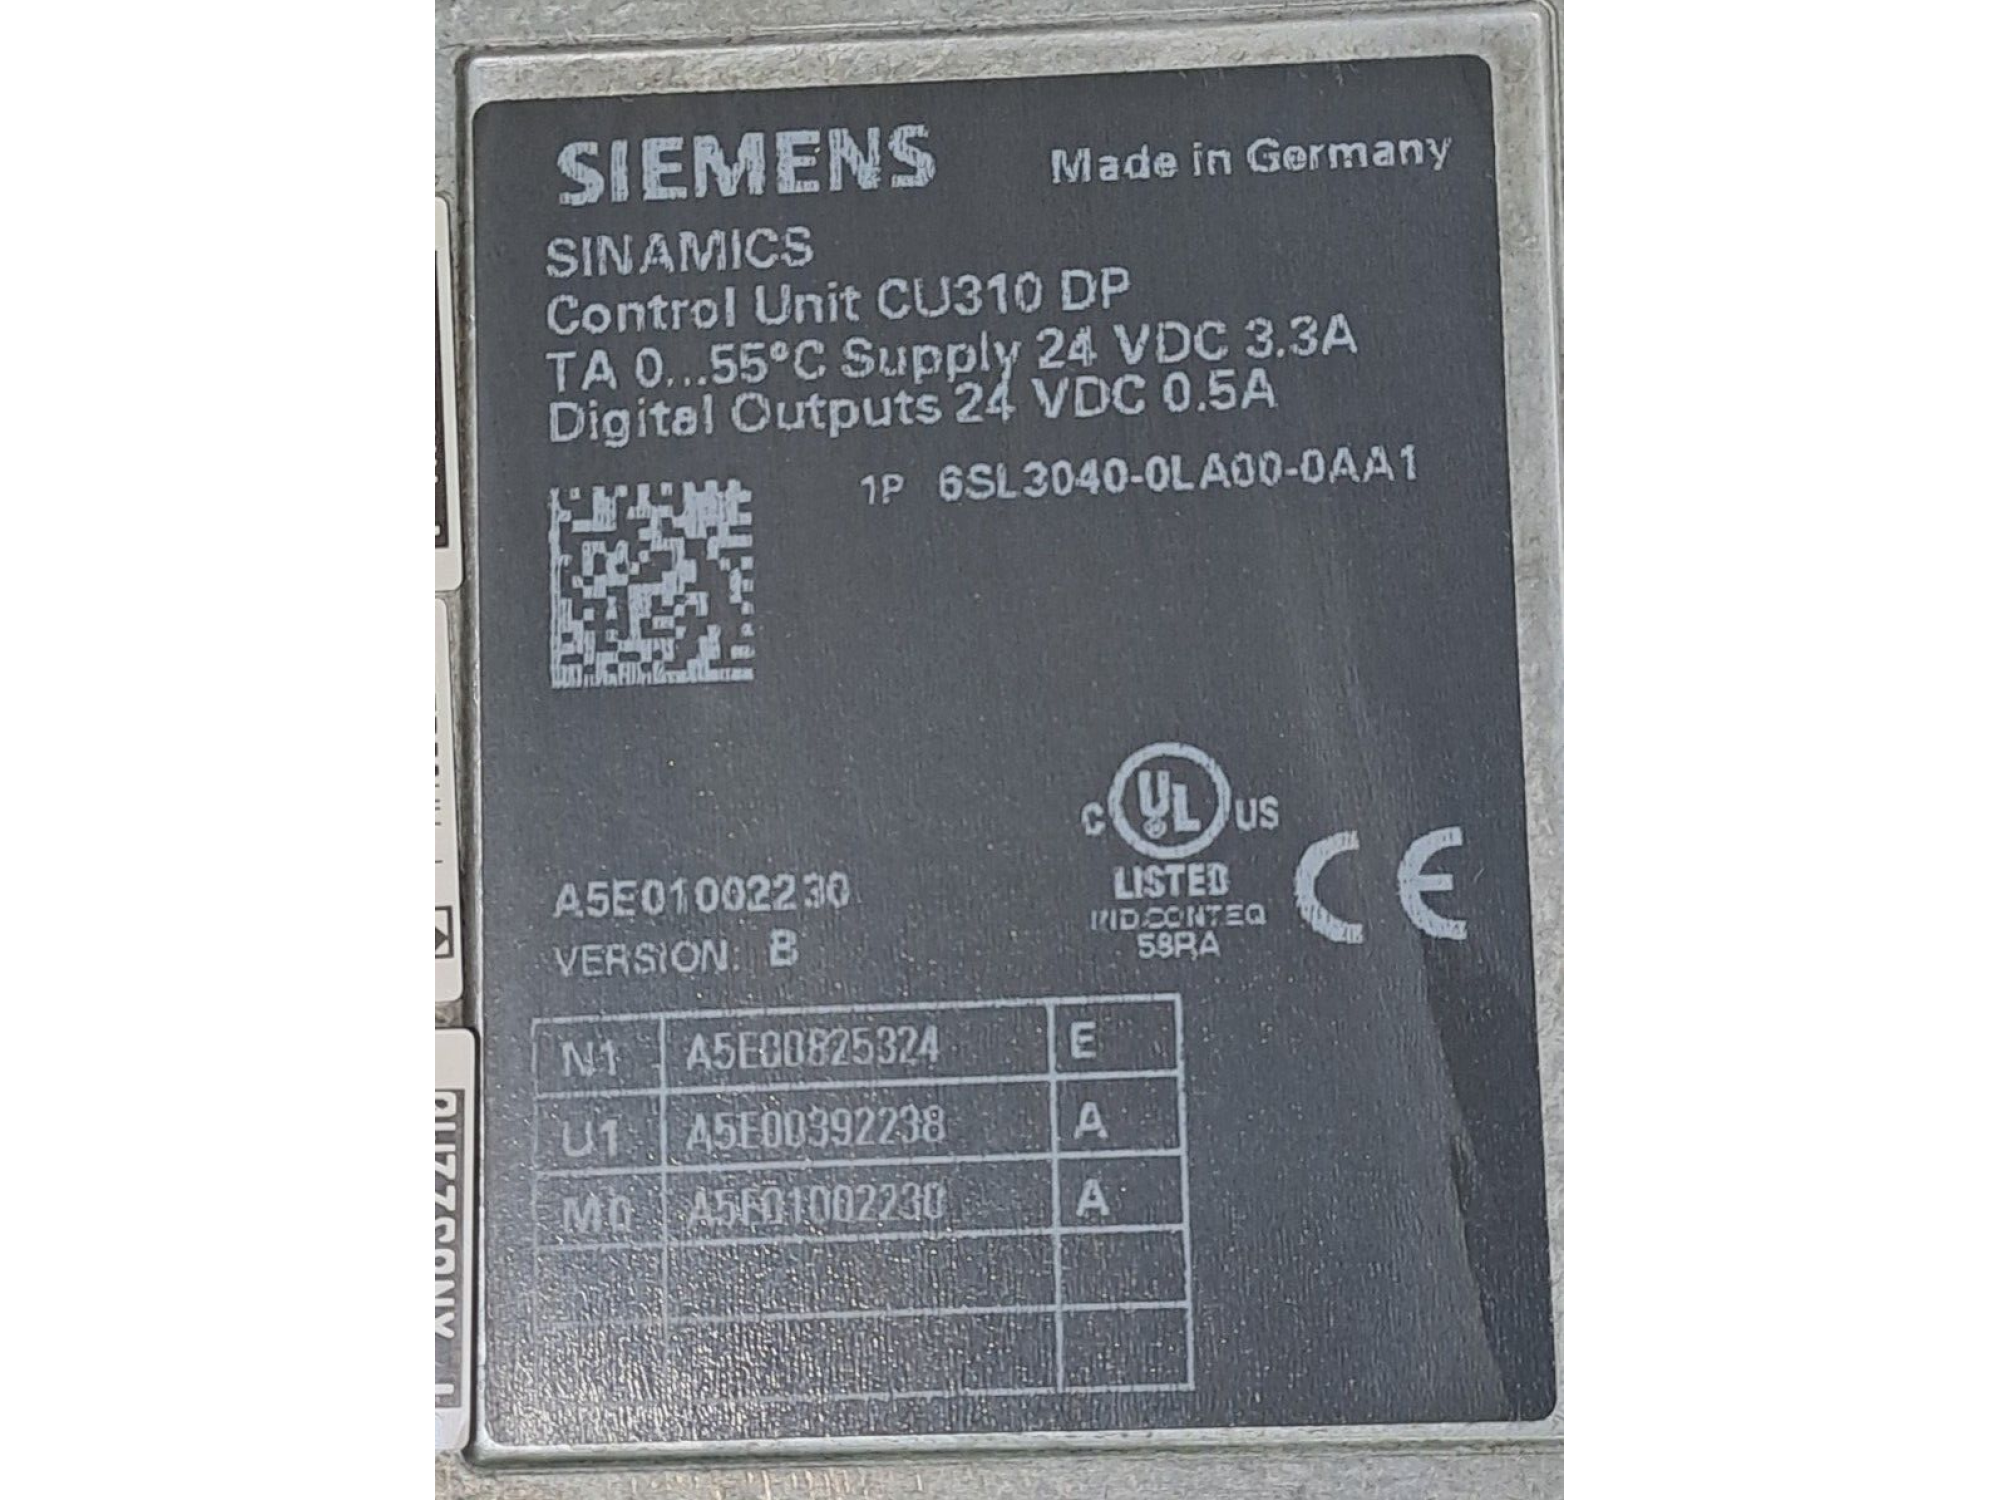 SIEMENS
Made in Germany
SINAMICS
Control Unit CU310 DP
TA 0...55°C Supply 24 VDC 3.3A
Digital Outputs 24 VDC 0.5A
1P 6SL3040-0LA00-0AA1
C UL US
LISTED
IND.CONT.EQ
58RA
CE
A5E01002230
VERSION: B
N1 A5E00825324 E
U1 A5E00392238 A
M0 A5E01002230 A